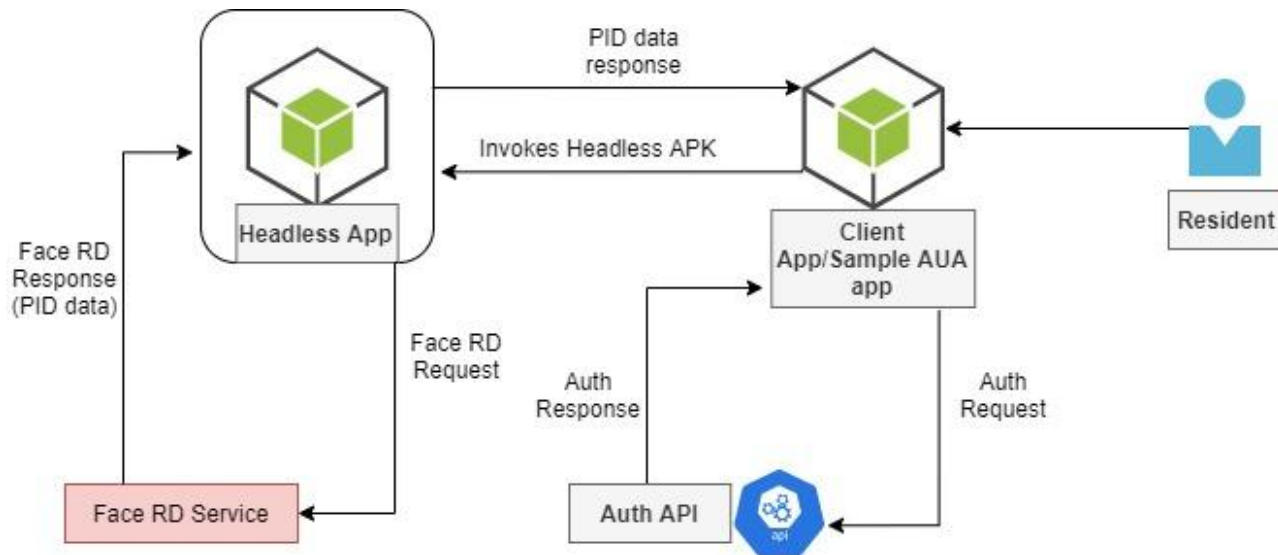 PID data
response
Invokes Headless APK
Headless App
Client
App/Sample AUA
app
Resident
Face RD
Response
(PID data)
Face RD
Request
Auth
Response
Auth
Request
Face RD Service
Auth API
api